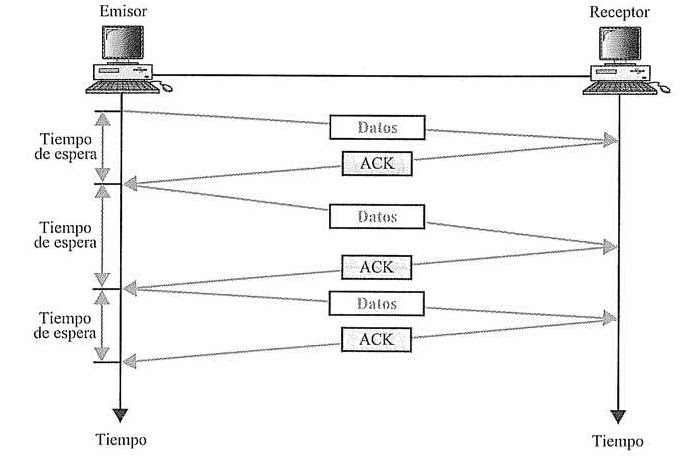 Emisor
Receptor
Datos
Tiempo
de espera
ACK
Tiempo
de espera
Datos
ACK
Datos
Tiempo
de espera
ACK
Tiempo
Tiempo